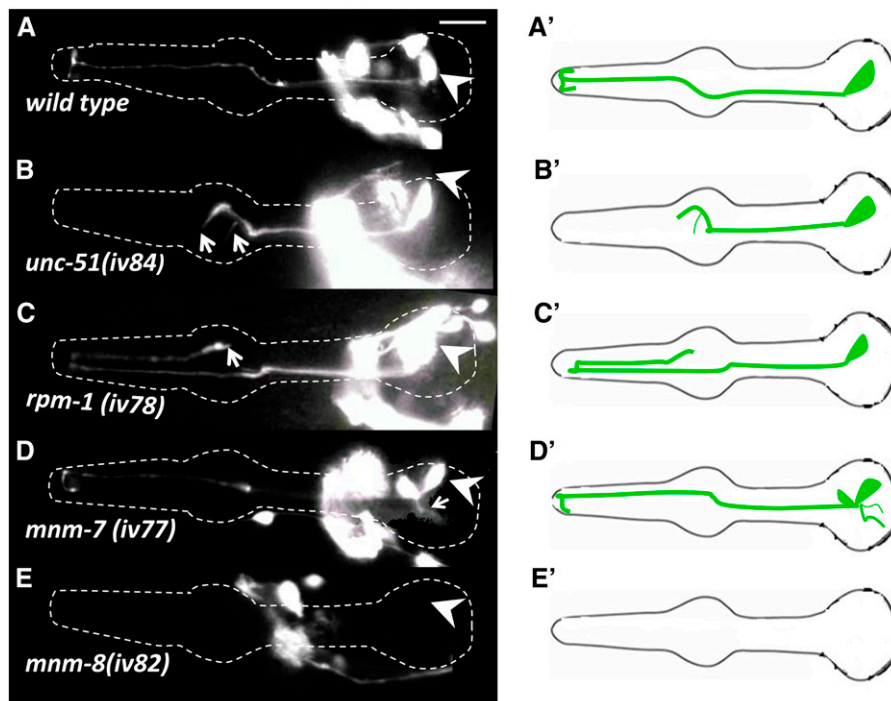 A
wild type
A’
B
unc-51(iv84)
B’
C
rpm-1 (iv78)
C’
D
mnm-7 (iv77)
D’
E
mnm-8(iv82)
E’